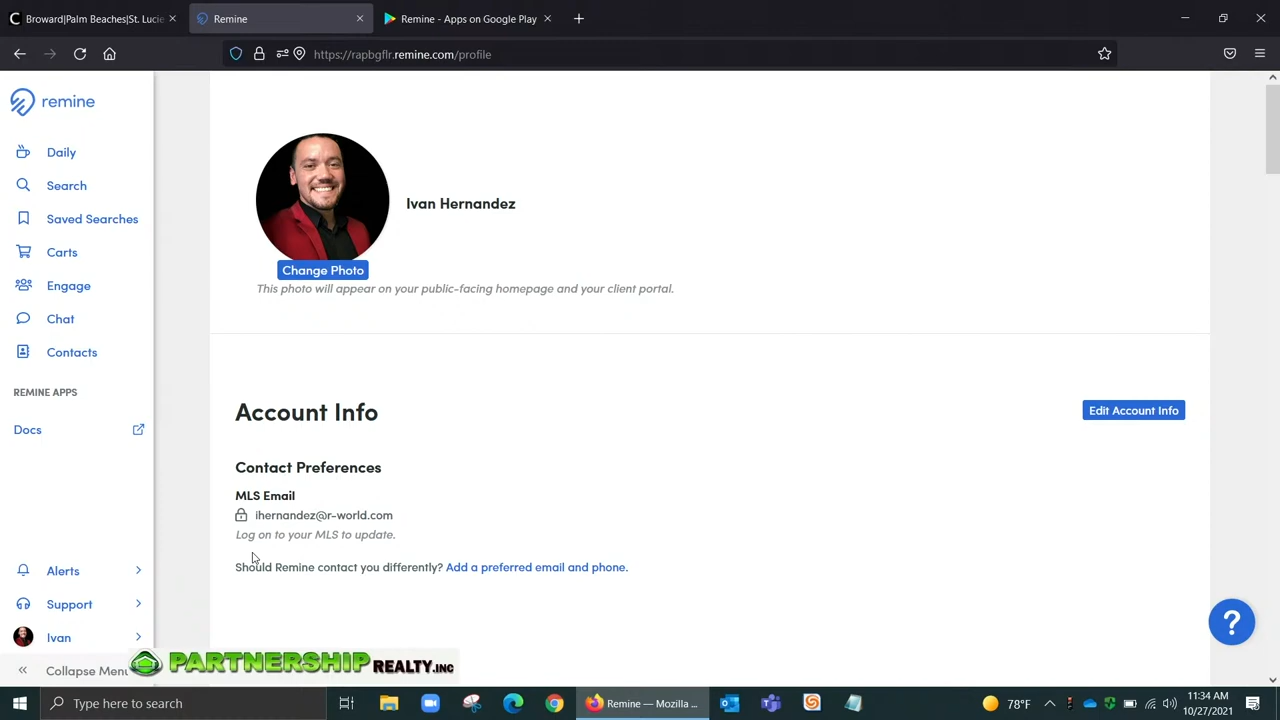 Broward|Palm Beaches|St. Lucie
Remine
Remine - Apps on Google Play
https://rapbgflr.remine.com/profile
remine
Daily
Search
Saved Searches
Carts
Engage
Chat
Contacts
REMINE APPS
Docs
Alerts
Support
Ivan
Collapse Menu
Ivan Hernandez
Change Photo
This photo will appear on your public-facing homepage and your client portal.
Account Info
Edit Account Info
Contact Preferences
MLS Email
ihernandez@r-world.com
Log on to your MLS to update.
Should Remine contact you differently? Add a preferred email and phone.
?
PARTNERSHIP REALTY.INC
Type here to search
Remine — Mozilla ...
78°F
11:34 AM
10/27/2021